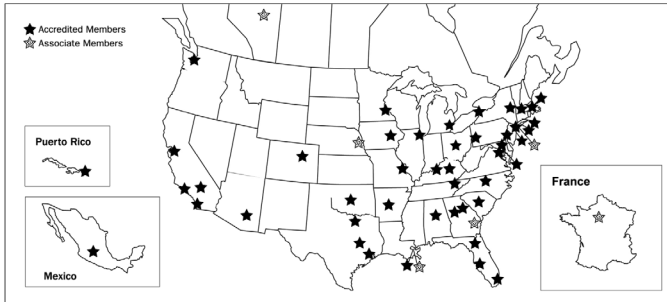 Accredited Members
Associate Members
Puerto Rico
Mexico
France